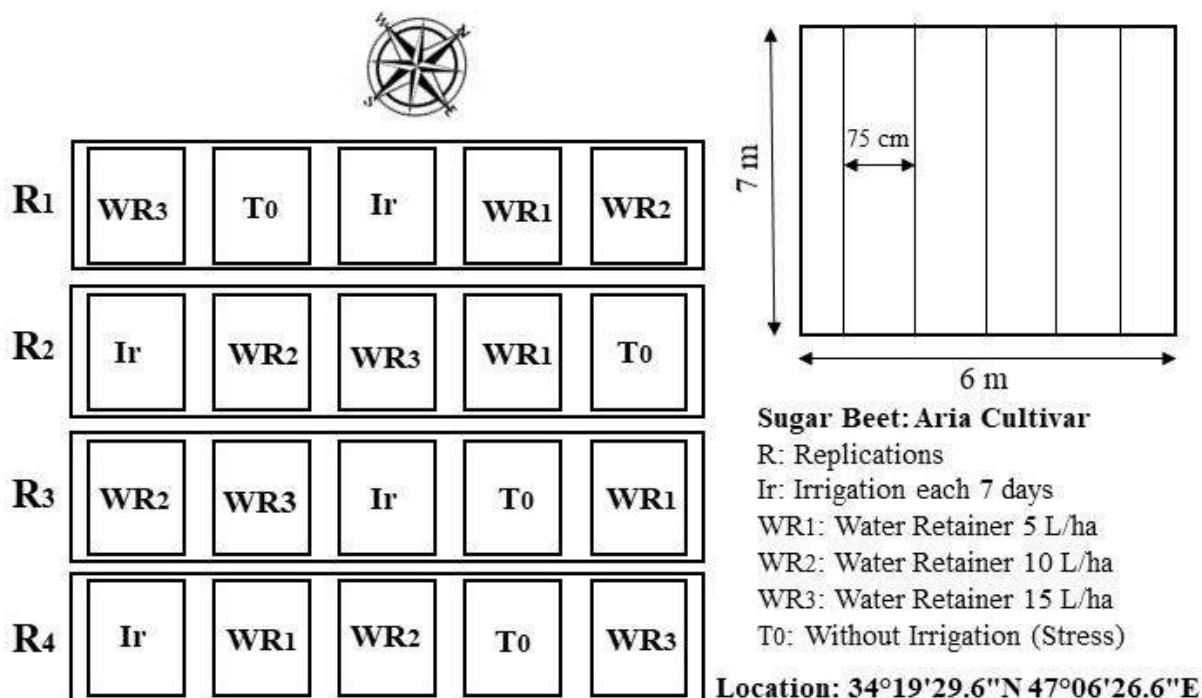 W
N
S
E
R1 WR3 T0 Ir WR1 WR2
R2 Ir WR2 WR3 WR1 T0
R3 WR2 WR3 Ir T0 WR1
R4 Ir WR1 WR2 T0 WR3
75 cm
7 m
6 m
Sugar Beet: Aria Cultivar
R: Replications
Ir: Irrigation each 7 days
WR1: Water Retainer 5 L/ha
WR2: Water Retainer 10 L/ha
WR3: Water Retainer 15 L/ha
T0: Without Irrigation (Stress)
Location: 34°19'29.6"N 47°06'26.6"E